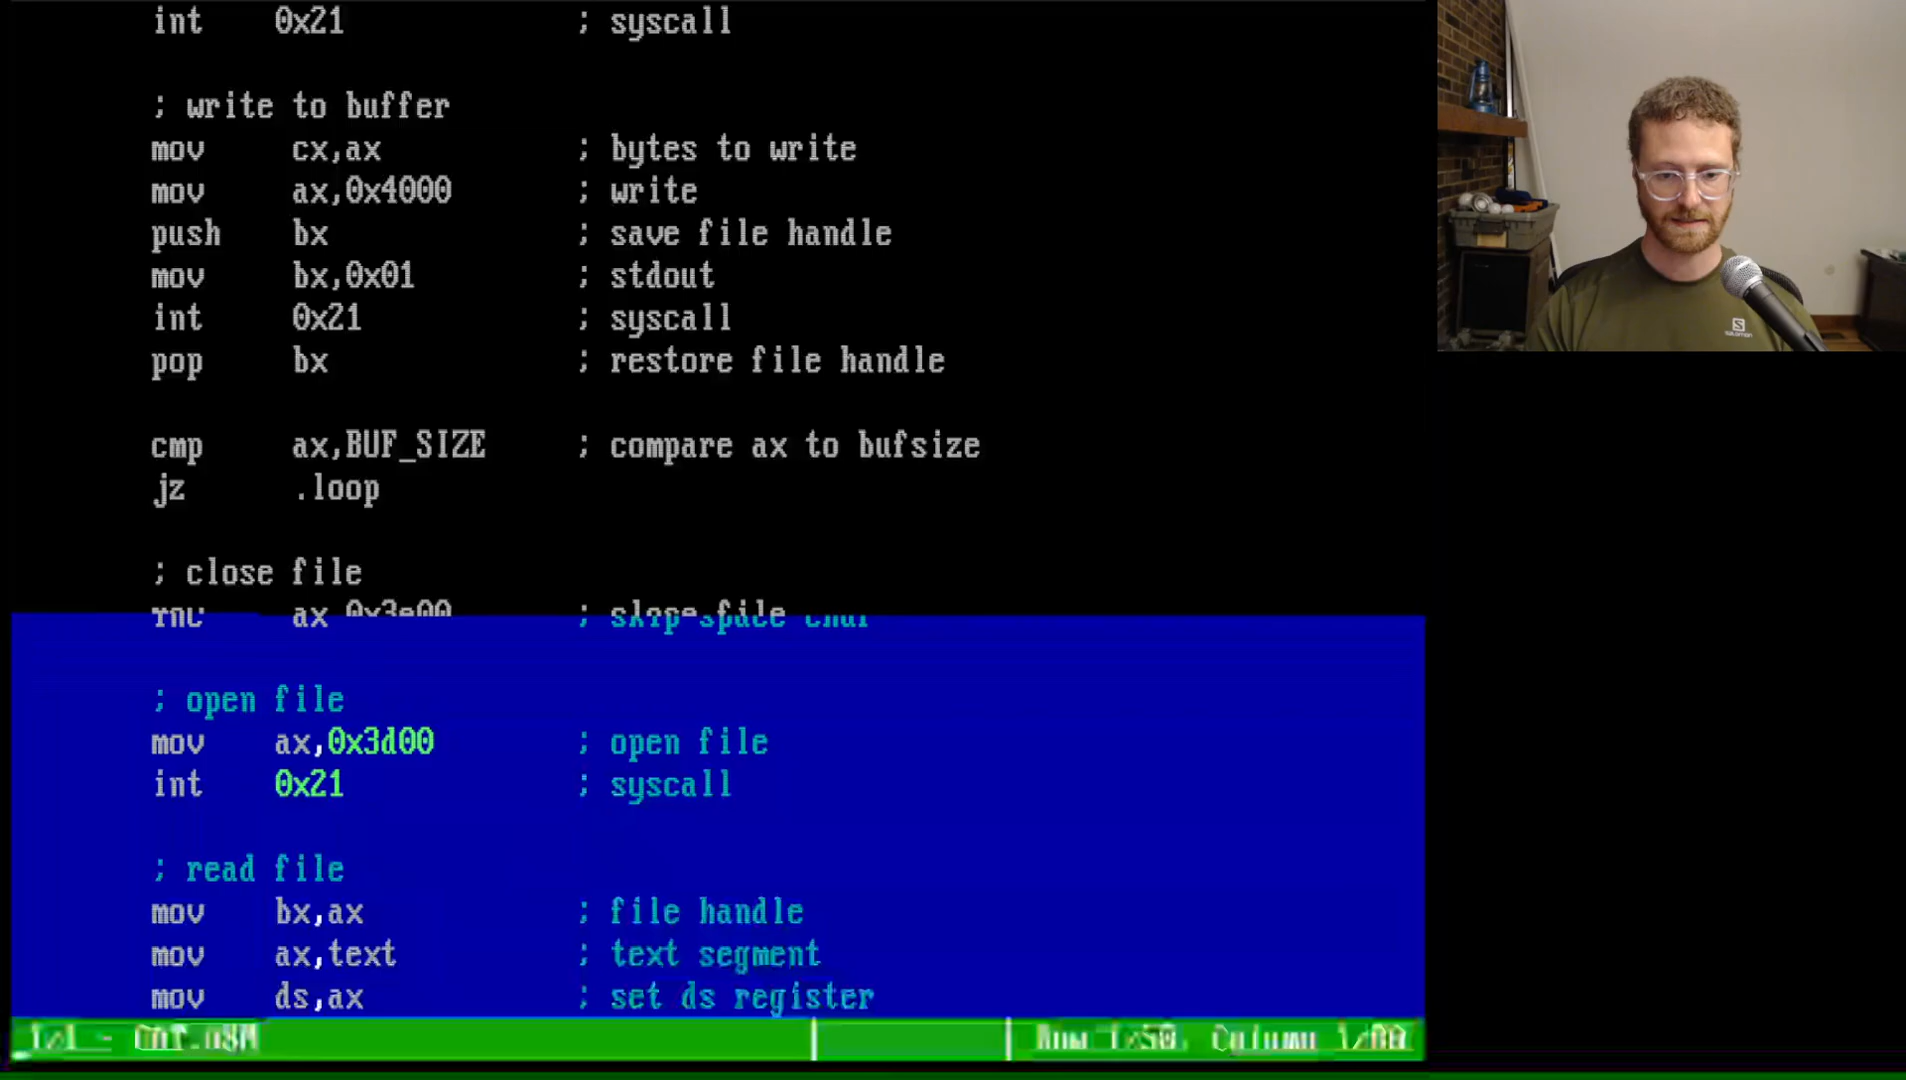 int 0x21 ; syscall
; write to buffer
mov cx,ax ; bytes to write
mov ax,0x4000 ; write
push bx ; save file handle
mov bx,0x01 ; stdout
int 0x21 ; syscall
pop bx ; restore file handle
cmp ax,BUF_SIZE ; compare ax to bufsize
jz .loop
; close file
ax ;
; open file
mov ax,0x3d00 ; open file
int 0x21 ; syscall
; read file
mov bx,ax ; file handle
mov ax,text ; text segment
mov ds,ax ; set ds register
Column
S
salomon